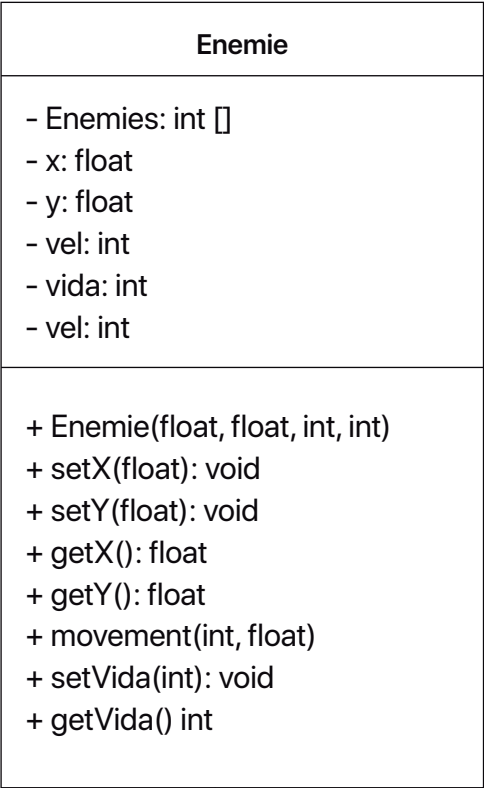 Enemie
- Enemies: int []
- x: float
- y: float
- vel: int
- vida: int
- vel: int
+ Enemie(float, float, int, int)
+ setX(float): void
+ setY(float): void
+ getX(): float
+ getY(): float
+ movement(int, float)
+ setVida(int): void
+ getVida() int